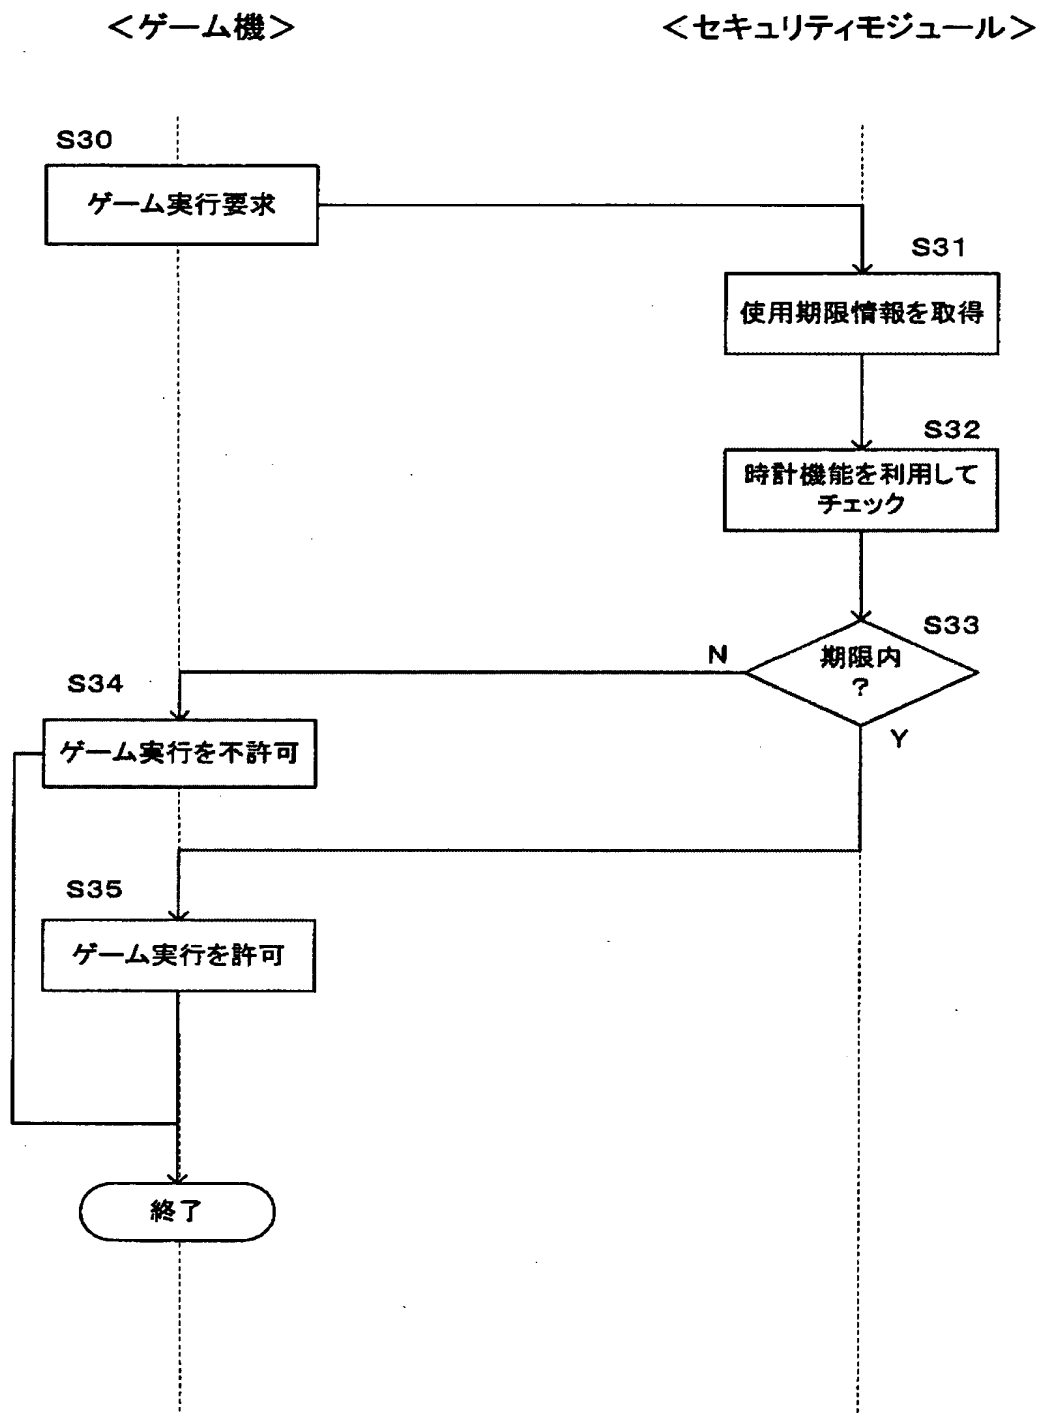 ＜ゲーム機＞
＜セキュリティモジュール＞
S30
ゲーム実行要求
S31
使用期限情報を取得
S32
時計機能を利用して
チェック
S33
期限内
？
N
Y
S34
ゲーム実行を不許可
S35
ゲーム実行を許可
終了